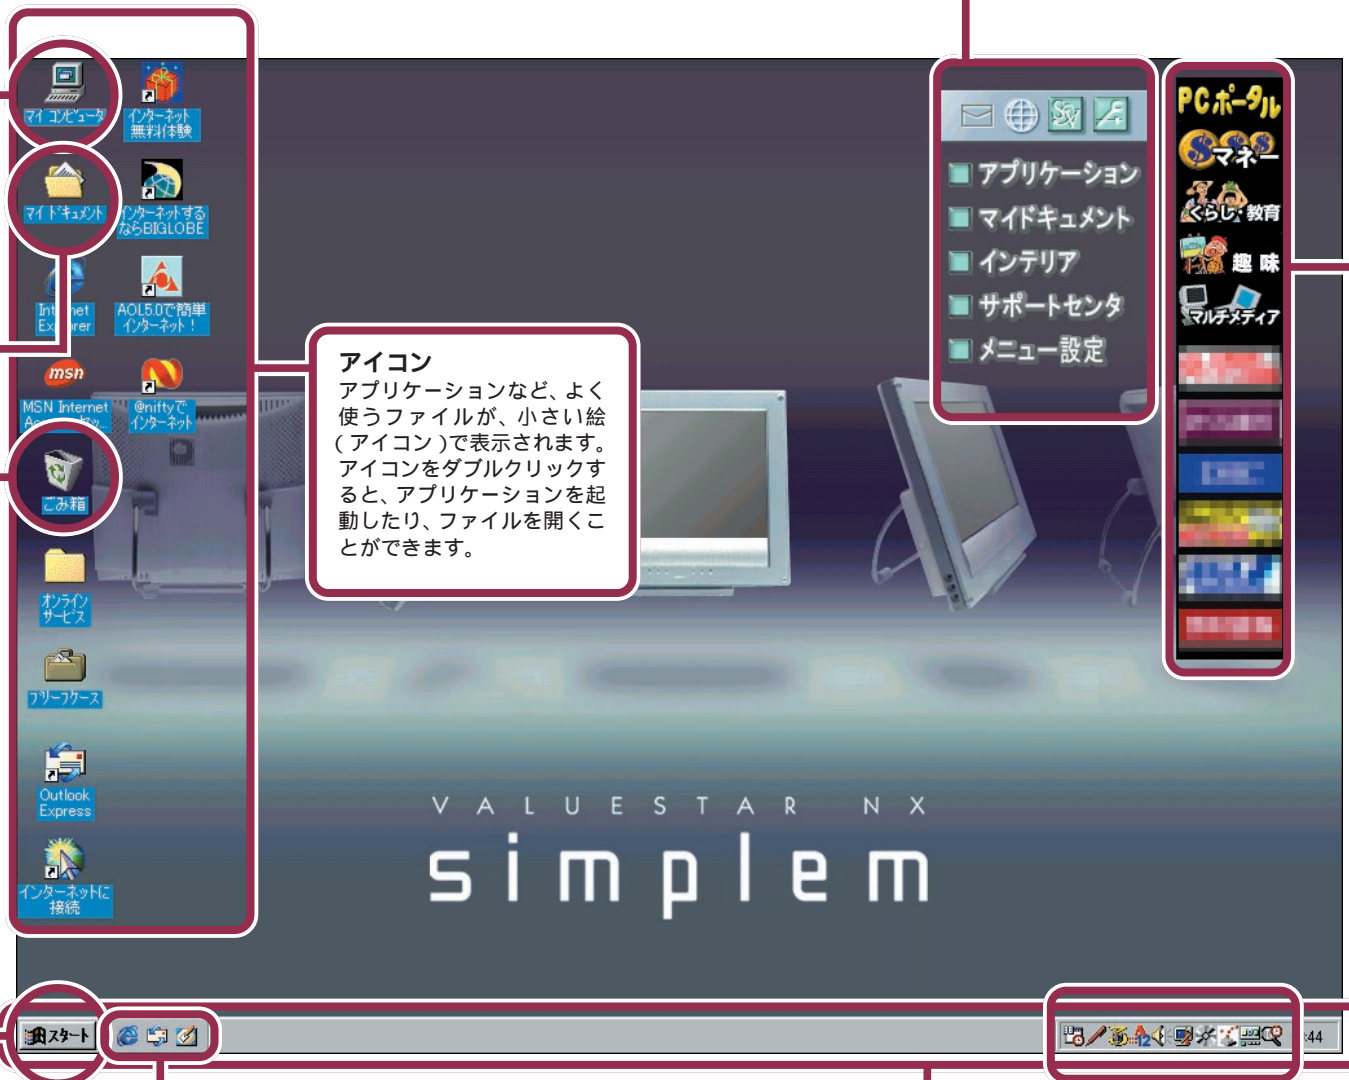 マイ コンピュータ
インターネット
無料体験
マイ ドキュメント
インターネットする
ならBIGLOBE
Internet
Explorer
AOL5.0で簡単
インターネット！
msn
MSN Internet
@niftyで
インターネット
ごみ箱
オンライン
サービス
ブリーフケース
Outlook
Express
インターネットに
接続
アイコン
アプリケーションなど、よく
使うファイルが、小さい絵
(アイコン)で表示されます。
アイコンをダブルクリックす
ると、アプリケーションを起
動したり、ファイルを開くこ
とができます。
アプリケーション
マイドキュメント
インテリア
サポートセンタ
メニュー設定
PCポータル
マネー
くらし・教育
趣味
マルチメディア
VALUESTAR NX
simplem
スタート
:44